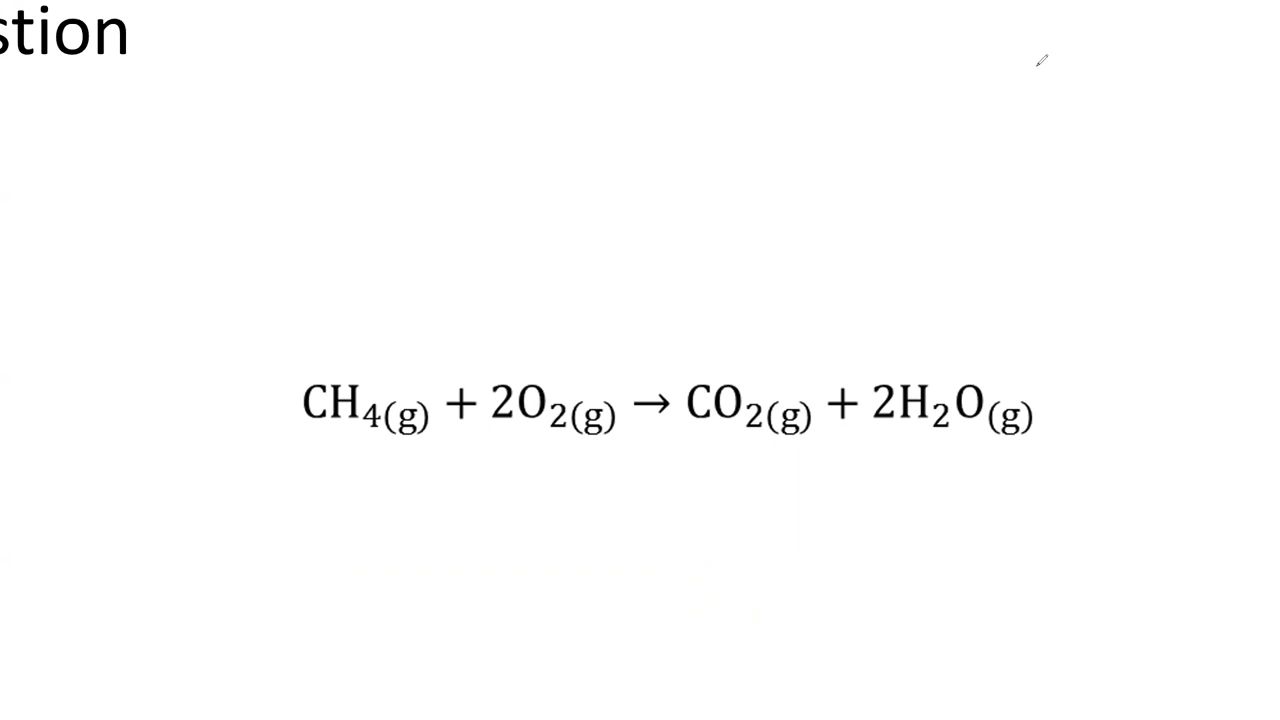 stion
CH₄(g) + 2O₂(g) → CO₂(g) + 2H₂O(g)